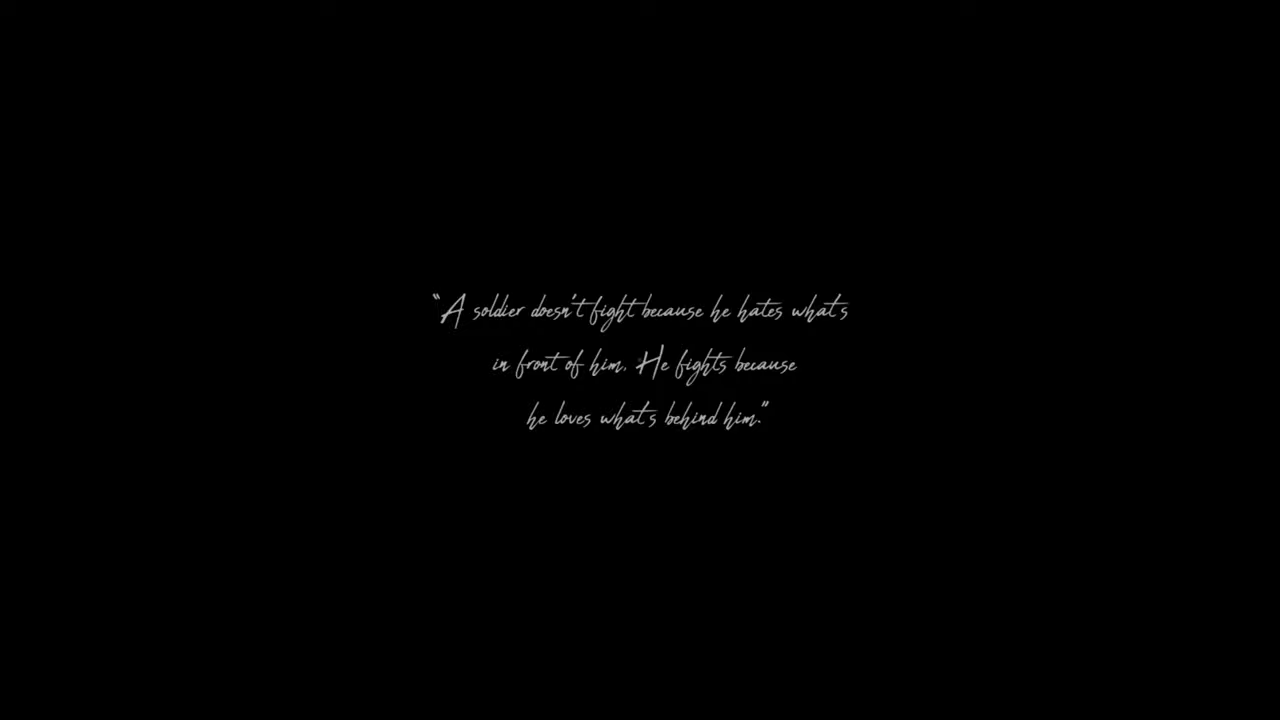 “A soldier doesn't fight because he hates what's
in front of him. He fights because
he loves what's behind him.”